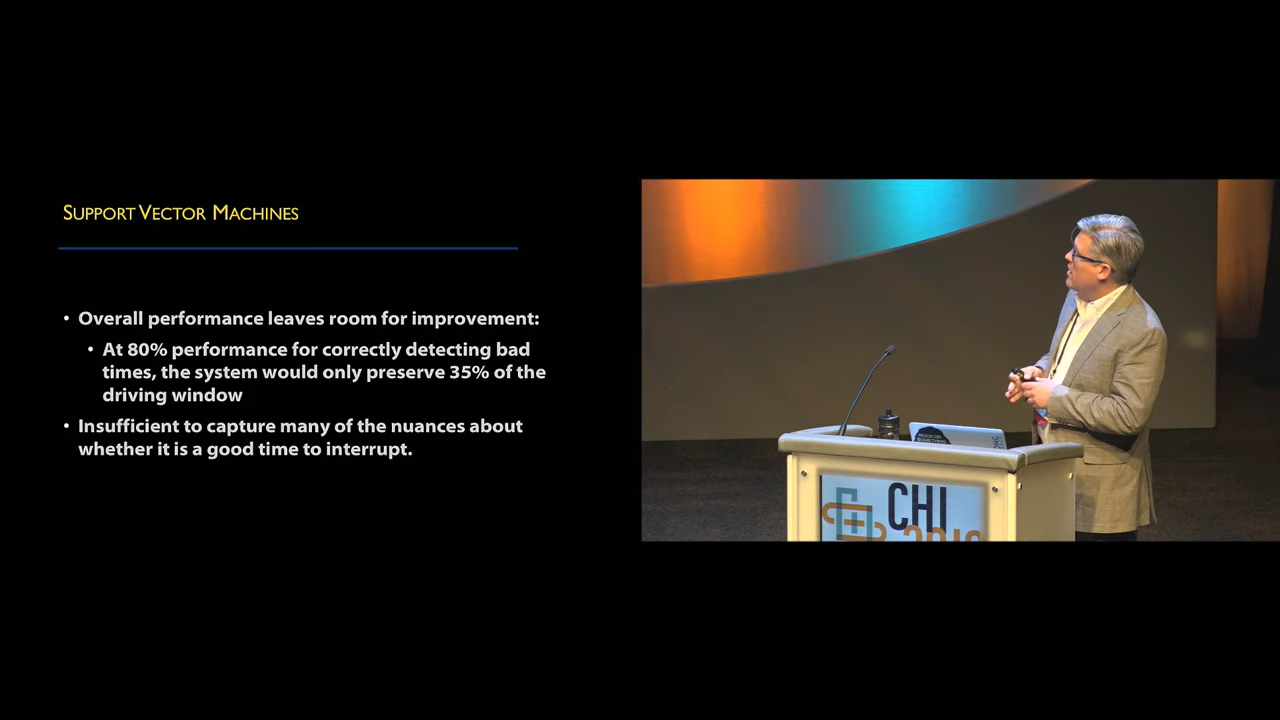 SUPPORT VECTOR MACHINES
• Overall performance leaves room for improvement:
• At 80% performance for correctly detecting bad
times, the system would only preserve 35% of the
driving window
• Insufficient to capture many of the nuances about
whether it is a good time to interrupt.
CHI